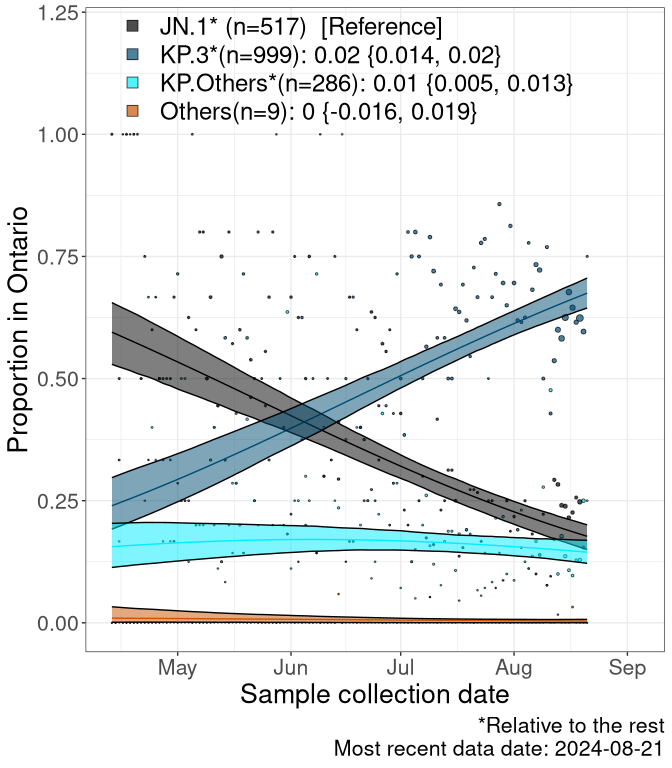 JN.1* (n=517)  [Reference]
KP.3*(n=999): 0.02 {0.014, 0.02}
KP.Others*(n=286): 0.01 {0.005, 0.013}
Others(n=9): 0 {-0.016, 0.019}
1.25
1.00
0.75
0.50
0.25
0.00
Proportion in Ontario
May Jun Jul Aug Sep
Sample collection date
*Relative to the rest
Most recent data date: 2024-08-21